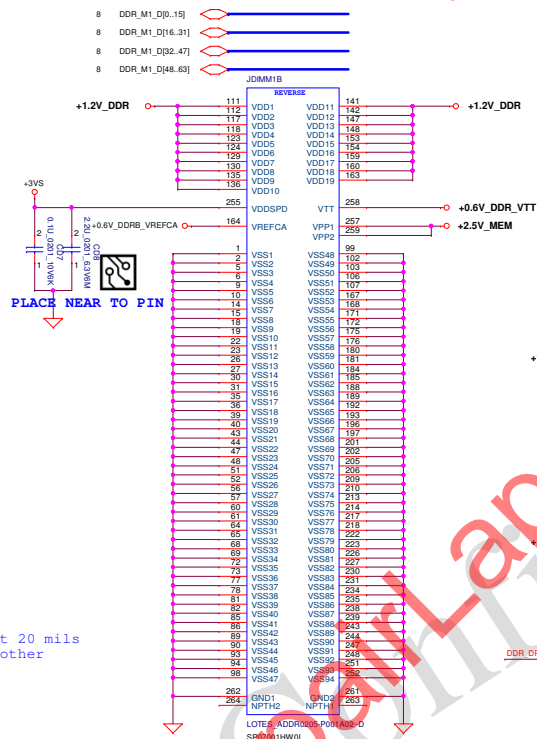 8 DDR_M1_D[0..15]
8 DDR_M1_D[16..31]
8 DDR_M1_D[32..47]
8 DDR_M1_D[48..63]
JDIMM1B
REVERSE
+1.2V_DDR 111 VDD1 VDD11 141 +1.2V_DDR
112 VDD2 VDD12 142
117 VDD3 VDD13 147
118 VDD4 VDD14 148
123 VDD5 VDD15 153
124 VDD6 VDD16 154
129 VDD7 VDD17 159
130 VDD8 VDD18 160
135 VDD9 VDD19 163
136 VDD10
+3VS
255 VDDSPD VTT 258 +0.6V_DDR_VTT
+0.6V_DDRB_VREFCA 164 VREFCA VPP1 257 +2.5V_MEM
VPP2 259
0.1U_0201_10V6K
CD7
2.2U_0201_6.3V6M
CD8
2 2
1 1
PLACE NEAR TO PIN
1 VSS1 VSS48 99
2 VSS2 VSS49 102
5 VSS3 VSS50 103
6 VSS4 VSS51 106
9 VSS5 VSS52 107
10 VSS6 VSS53 167
14 VSS7 VSS54 168
15 VSS8 VSS55 171
18 VSS9 VSS56 172
19 VSS10 VSS57 175
22 VSS11 VSS58 176
23 VSS12 VSS59 180
26 VSS13 VSS60 181
27 VSS14 VSS61 184
30 VSS15 VSS62 185
31 VSS16 VSS63 188
35 VSS17 VSS64 189
36 VSS18 VSS65 192
39 VSS19 VSS66 193
40 VSS20 VSS67 196
43 VSS21 VSS68 197
44 VSS22 VSS69 201
47 VSS23 VSS70 202
48 VSS24 VSS71 205
51 VSS25 VSS72 206
52 VSS26 VSS73 209
56 VSS27 VSS74 210
57 VSS28 VSS75 213
60 VSS29 VSS76 214
61 VSS30 VSS77 217
64 VSS31 VSS78 218
65 VSS32 VSS79 222
68 VSS33 VSS80 223
69 VSS34 VSS81 226
72 VSS35 VSS82 227
73 VSS36 VSS83 230
77 VSS37 VSS84 231
78 VSS38 VSS85 234
81 VSS39 VSS86 235
82 VSS40 VSS87 238
85 VSS41 VSS88 239
86 VSS42 VSS89 243
89 VSS43 VSS90 244
90 VSS44 VSS91 247
93 VSS45 VSS92 248
94 VSS46 VSS93 251
98 VSS47 VSS94 252
262 GND1 GND2 261
264 NPTH2 NPTH1 263
LOTES_ADDR0205-P001A02-D
SP07001HW0L
20 mils
other